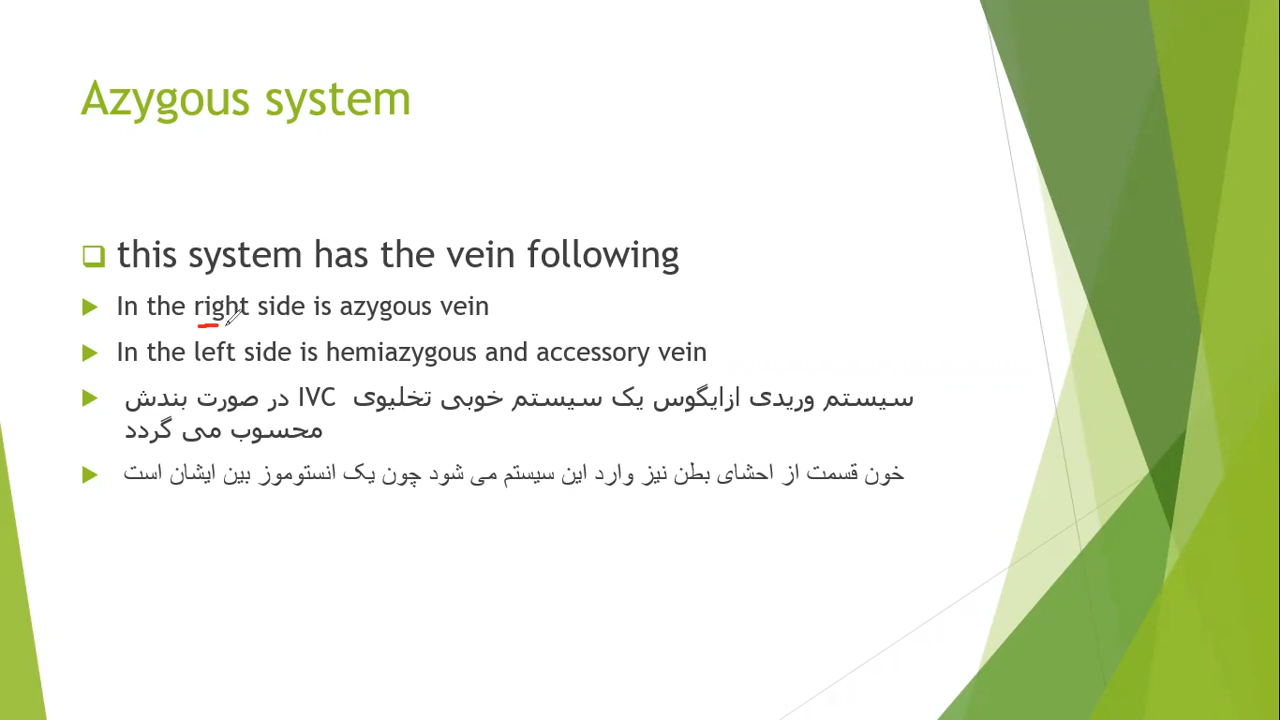 Azygous system
this system has the vein following
In the right side is azygous vein
In the left side is hemiazygous and accessory vein
سیستم وریدی ازایگوس یک سیستم خوبی تخلیوی IVC در صورت بندش
محسوب می گردد
خون قسمت از احشای بطن نیز وارد این سیستم می شود چون یک انستوموز بین ایشان است